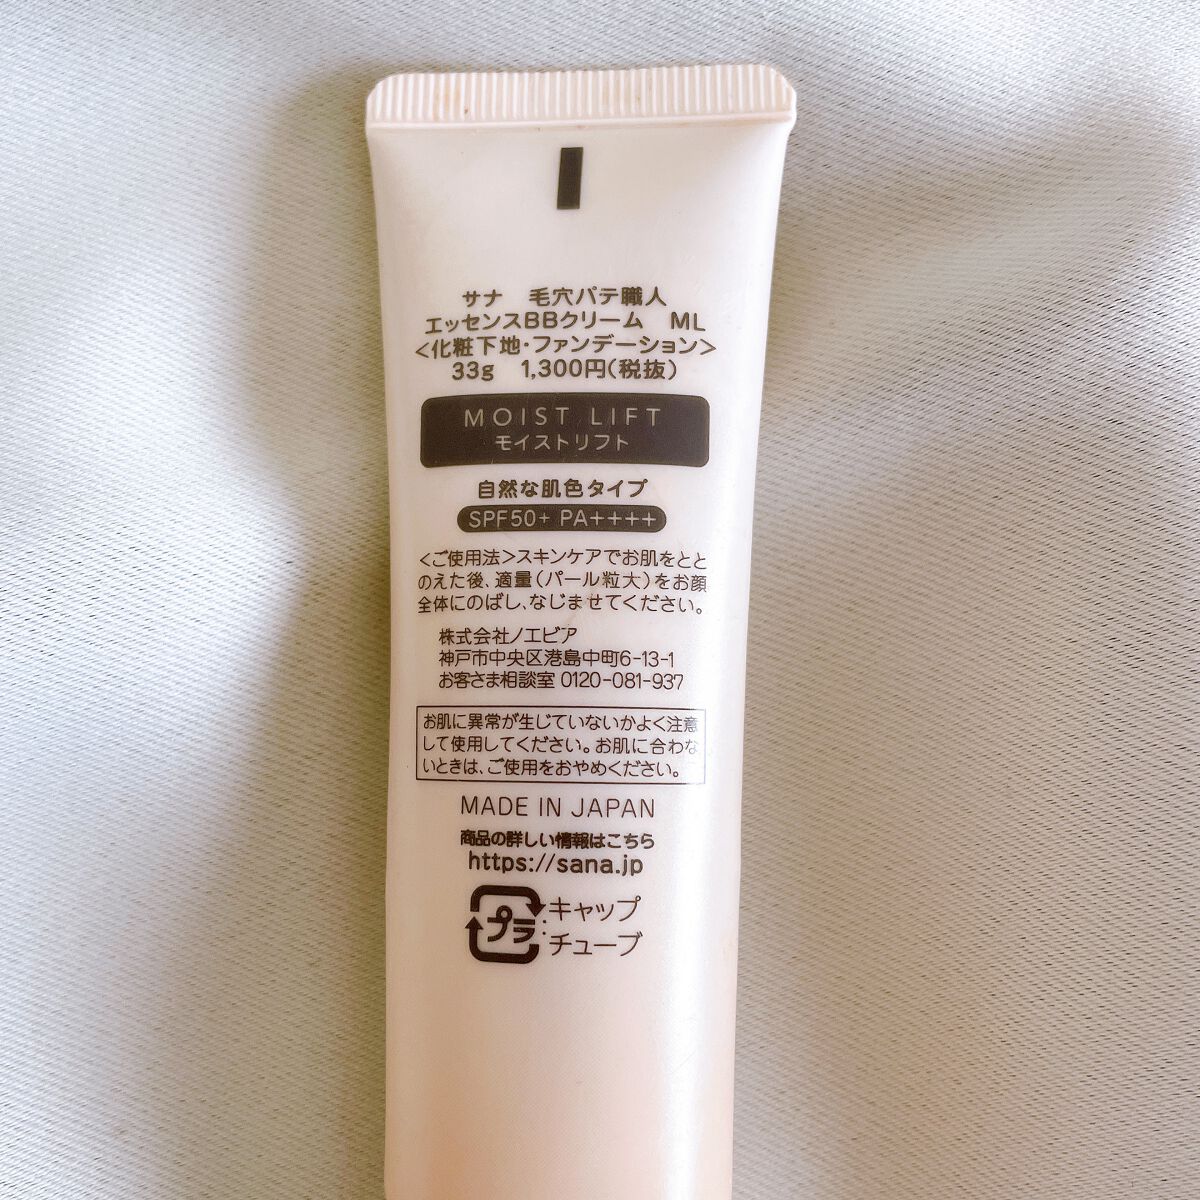 サナ　毛穴パテ職人
エッセンスBBクリーム　ML
<化粧下地・ファンデーション>
33g　1,300円(税抜)
MOIST LIFT
モイストリフト
自然な肌色タイプ
SPF50+ PA++++
<ご使用法>スキンケアでお肌をとと
のえた後、適量(パール粒大)をお顔
全体にのばし、なじませてください。
株式会社ノエビア
神戸市中央区港島中町6-13-1
お客さま相談室 0120-081-937
お肌に異常が生じていないかよく注意
して使用してください。お肌に合わな
いときは、ご使用をおやめください。
MADE IN JAPAN
商品の詳しい情報はこちら
https://sana.jp
プラ:キャップ
チューブ